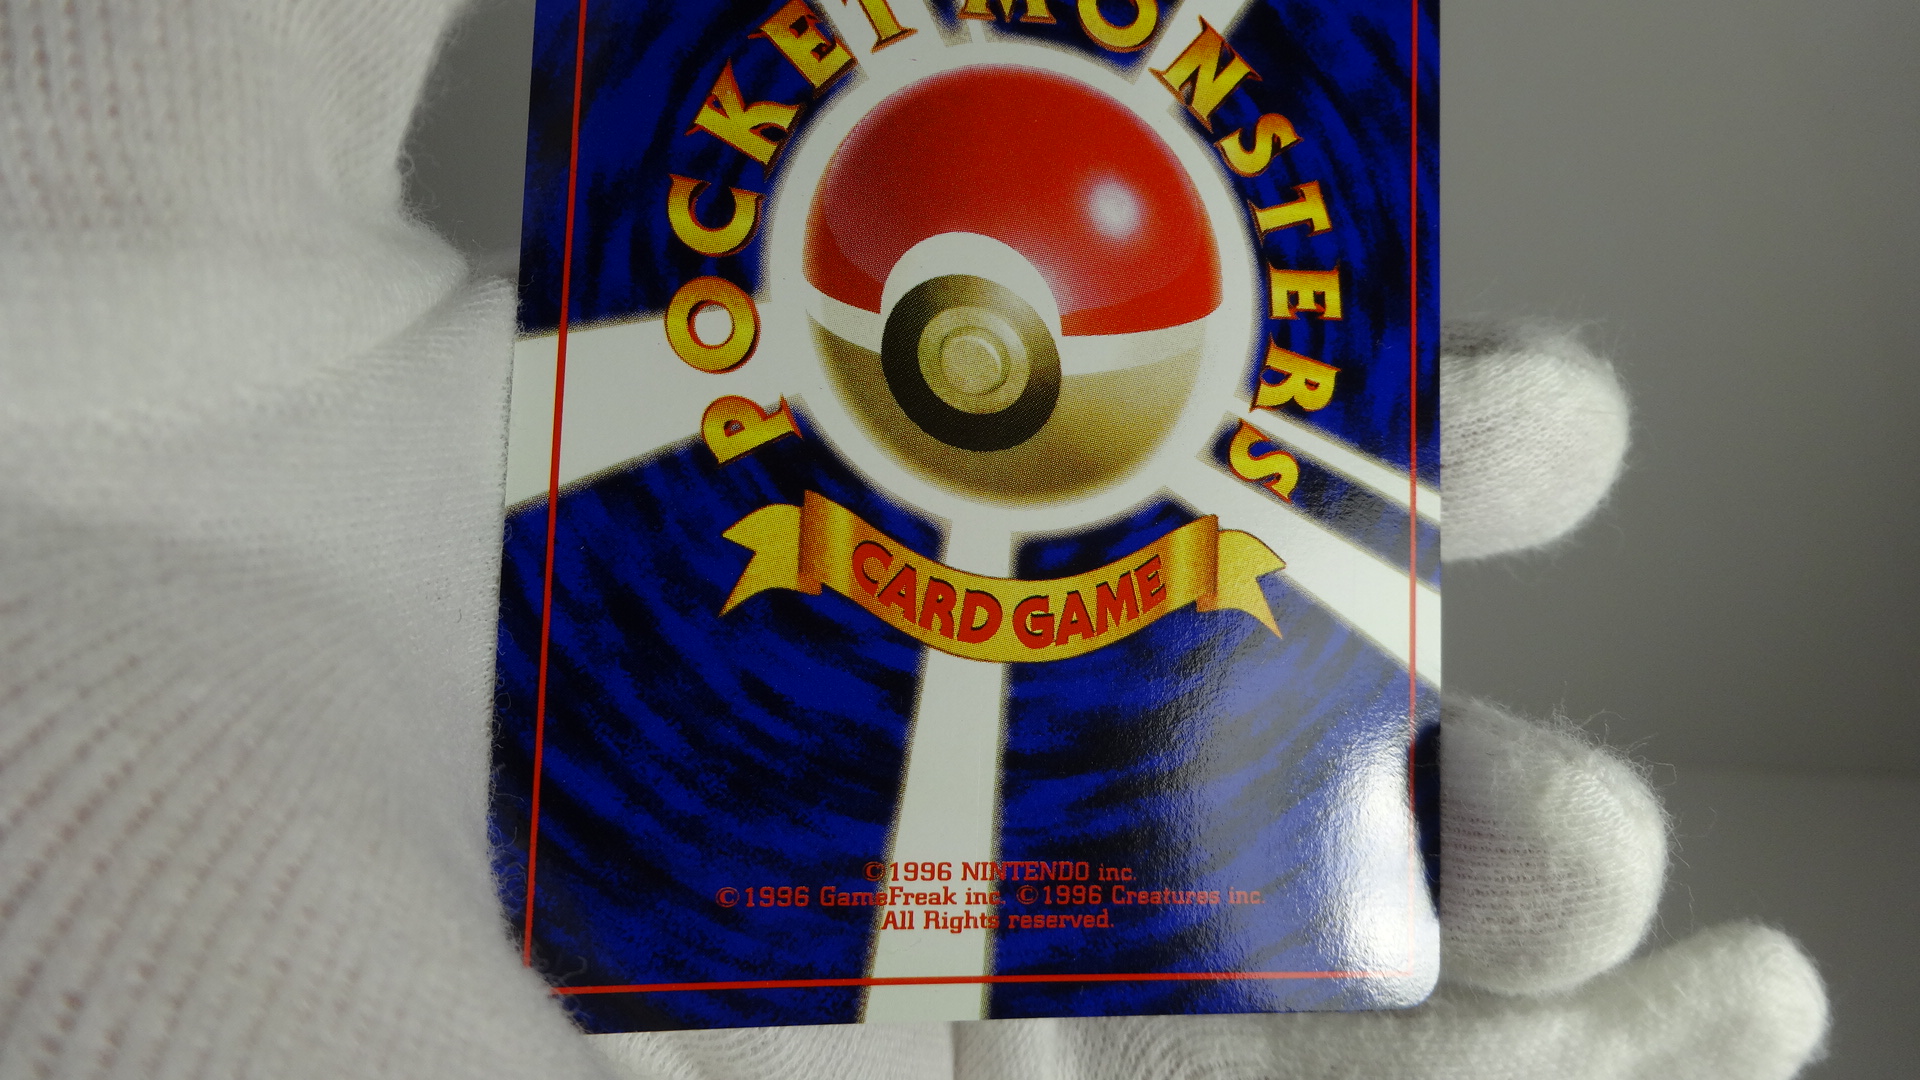 POCKET MONSTERS
CARD GAME
©1996 NINTENDO inc.
©1996 GameFreak inc. ©1996 Creatures inc.
All Rights reserved.